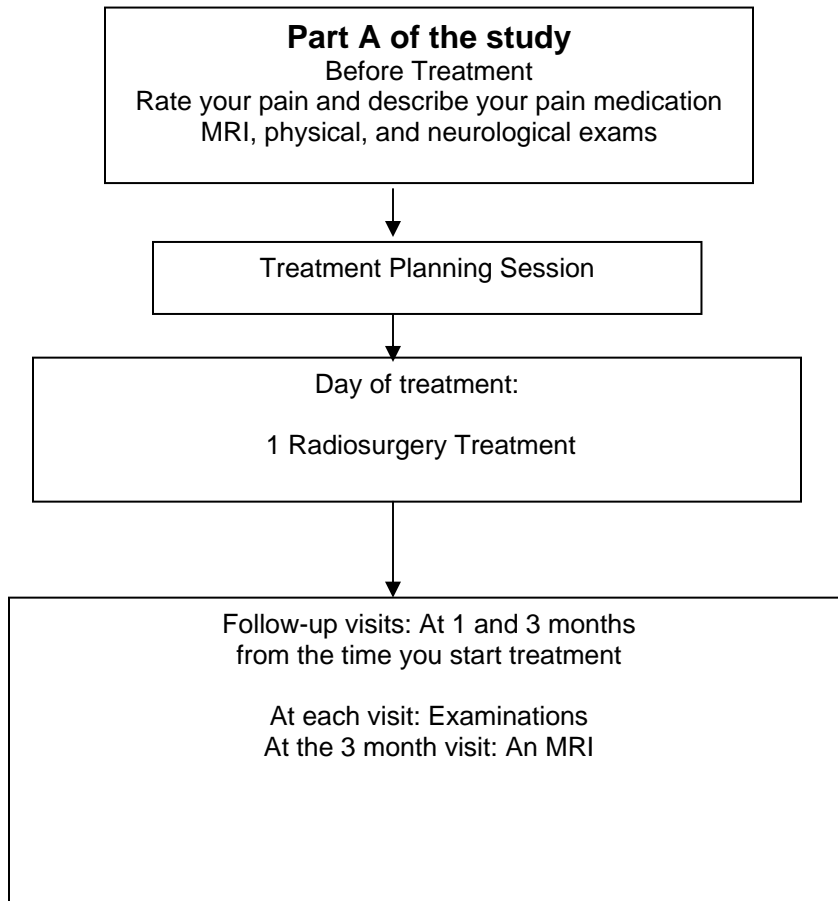 Part A of the study
Before Treatment
Rate your pain and describe your pain medication
MRI, physical, and neurological exams
Treatment Planning Session
Day of treatment:
1 Radiosurgery Treatment
Follow-up visits: At 1 and 3 months
from the time you start treatment
At each visit: Examinations
At the 3 month visit: An MRI